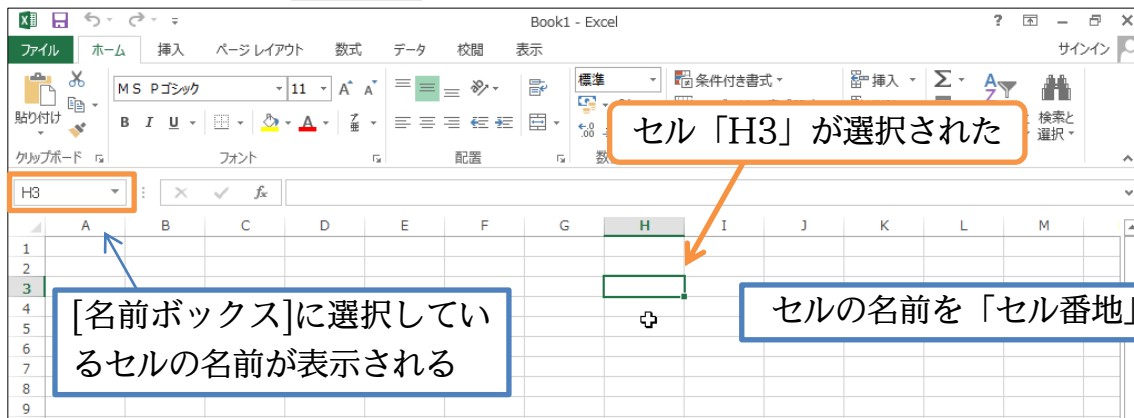 Book1 - Excel
ファイル ホーム 挿入 ページ レイアウト 数式 データ 校閲 表示 サインイン
貼り付け
ＭＳ Ｐゴシック 11 A A
B I U A
標準
条件付き書式
挿入
Σ
検索と
選択
クリップボード フォント 配置
セル「H3」が選択された
H3 fx
A B C D E F G H I J K L M
1
2
3
4
5
6
7
8
9
[名前ボックス]に選択してい
るセルの名前が表示される
セルの名前を「セル番地」